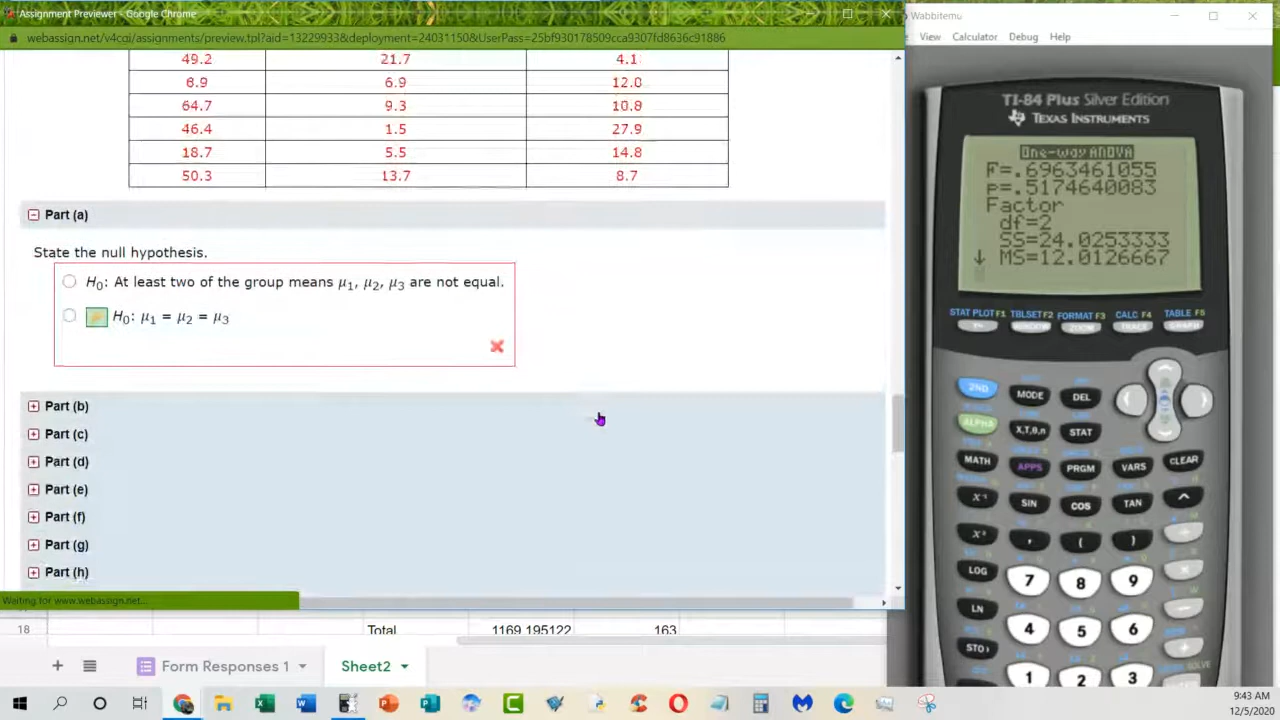 Assignment Previewer - Google Chrome
webassign.net/v4cgi/assignments/preview.tpl?aid=13229933&deployment=24031150&UserPass=25bf930178509cca9307fd8636c91886
49.2 21.7 4.1
6.9 12.0
64.7 9.3 10.8
46.4 1.5 27.9
18.7 5.5 14.8
50.3 13.7 8.7
Part (a)
State the null hypothesis.
H0: At least two of the group means μ1, μ2, μ3 are not equal.
H0: μ1 = μ2 = μ3
Part (b)
Part (c)
Part (d)
Part (e)
Part (f)
Part (g)
Part (h)
Waiting for www.webassign.net...
18 Total 1169.195122 163
Form Responses 1 Sheet2
Wabbitemu
View Calculator Debug Help
TI-84 Plus Silver Edition
TEXAS INSTRUMENTS
One-way ANOVA
F=.6963461055
p=.5174640083
Factor
df=2
SS=24.0253333
↓ MS=12.0126667
STAT PLOT F1 TBLSET F2 FORMAT F3 CALC F4 TABLE F5
WINDOW ZOOM TRACE GRAPH
2ND MODE DEL
ALPHA X,T,θ,n STAT
MATH APPS PRGM VARS CLEAR
SIN COS TAN ^
, ( )
LOG 7 8 9
LN 4 5 6
STO 1 2 3
9:43 AM
12/5/2020